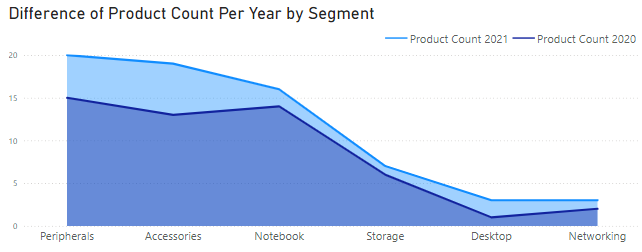 Difference of Product Count Per Year by Segment
Product Count 2021 Product Count 2020
20
15
10
5
0
Peripherals Accessories Notebook Storage Desktop Networking